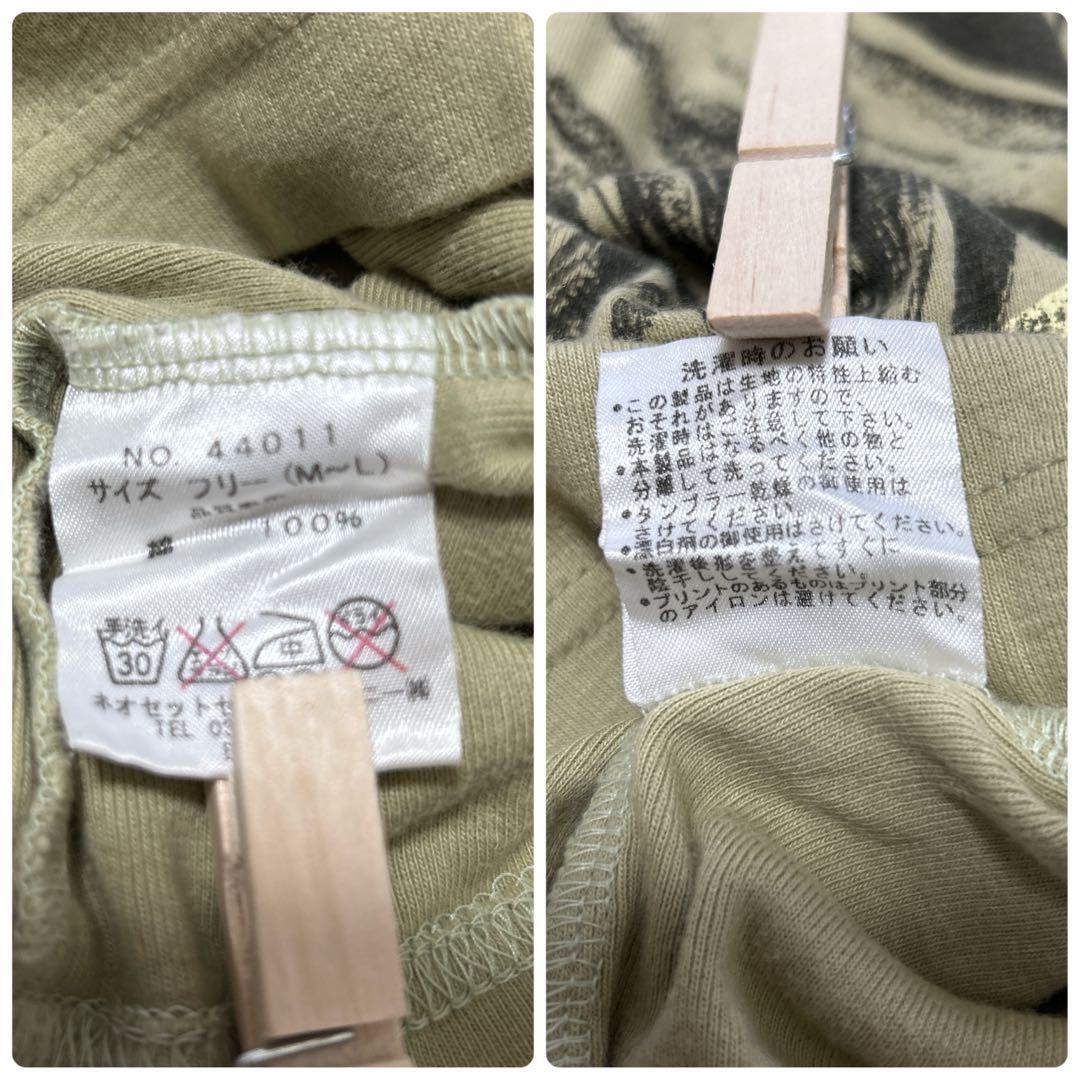 NO. 44011
サイズ フリー (M〜L)
綿 100%
手洗イ
30
中
ドライ
ネオセット
TEL 03
洗濯時のお願い
・この製品は生地の特性上縮む
おそれがありますので、
洗濯時はご注意して下さい。
・本製品はなるべく他の物と
分離して洗ってください。
・タンブラー乾燥の御使用は
さけてください。
・漂白剤の御使用はさけてください。
・洗濯後形を整えてすぐに
陰干ししてください。
・プリントのあるものはプリント部分
のアイロンは避けてください。